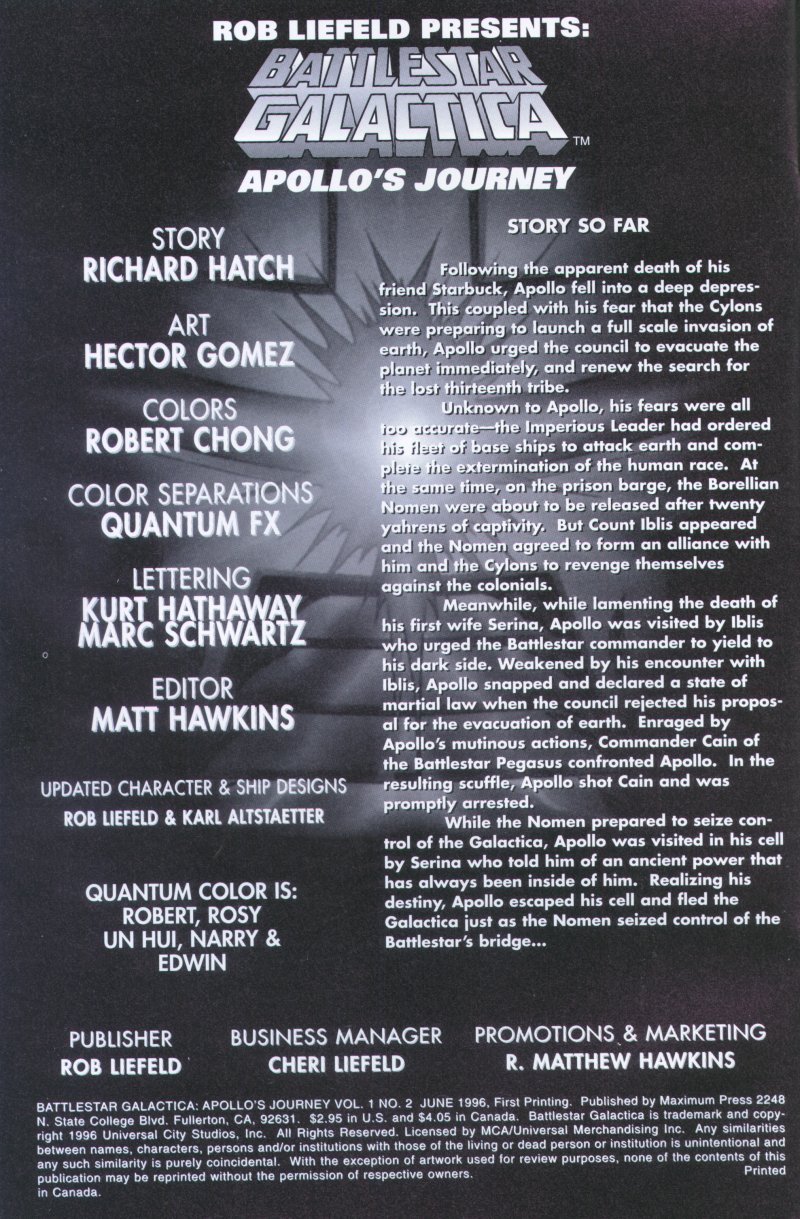 ROB LIEFELD PRESENTS:
BATTLESTAR
GALACTICA™
APOLLO'S JOURNEY
STORY
RICHARD HATCH
ART
HECTOR GOMEZ
COLORS
ROBERT CHONG
COLOR SEPARATIONS
QUANTUM FX
LETTERING
KURT HATHAWAY
MARC SCHWARTZ
EDITOR
MATT HAWKINS
UPDATED CHARACTER & SHIP DESIGNS
ROB LIEFELD & KARL ALTSTAETTER
QUANTUM COLOR IS:
ROBERT, ROSY
UN HUI, NARRY &
EDWIN
STORY SO FAR
Following the apparent death of his
friend Starbuck, Apollo fell into a deep depres-
sion. This coupled with his fear that the Cylons
were preparing to launch a full scale invasion of
earth, Apollo urged the council to evacuate the
planet immediately, and renew the search for
the lost thirteenth tribe.
Unknown to Apollo, his fears were all
too accurate—the Imperious Leader had ordered
his fleet of base ships to attack earth and com-
plete the extermination of the human race. At
the same time, on the prison barge, the Borellian
Nomen were about to be released after twenty
yahrens of captivity. But Count Iblis appeared
and the Nomen agreed to form an alliance with
him and the Cylons to revenge themselves
against the colonials.
Meanwhile, while lamenting the death of
his first wife Serina, Apollo was visited by Iblis
who urged the Battlestar commander to yield to
his dark side. Weakened by his encounter with
Iblis, Apollo snapped and declared a state of
martial law when the council rejected his propos-
al for the evacuation of earth. Enraged by
Apollo's mutinous actions, Commander Cain of
the Battlestar Pegasus confronted Apollo. In the
resulting scuffle, Apollo shot Cain and was
promptly arrested.
While the Nomen prepared to seize con-
trol of the Galactica, Apollo was visited in his cell
by Serina who told him of an ancient power that
has always been inside of him. Realizing his
destiny, Apollo escaped his cell and fled the
Galactica just as the Nomen seized control of the
Battlestar's bridge...
PUBLISHER
ROB LIEFELD
BUSINESS MANAGER
CHERI LIEFELD
PROMOTIONS & MARKETING
R. MATTHEW HAWKINS
BATTLESTAR GALACTICA: APOLLO'S JOURNEY VOL. 1 NO. 2 JUNE 1996, First Printing. Published by Maximum Press 2248
N. State College Blvd. Fullerton, CA, 92631. $2.95 in U.S. and $4.05 in Canada. Battlestar Galactica is trademark and copy-
right 1996 Universal City Studios, Inc. All Rights Reserved. Licensed by MCA/Universal Merchandising Inc. Any similarities
between names, characters, persons and/or institutions with those of the living or dead person or institution is unintentional and
any such similarity is purely coincidental. With the exception of artwork used for review purposes, none of the contents of this
publication may be reprinted without the permission of respective owners. Printed
in Canada.